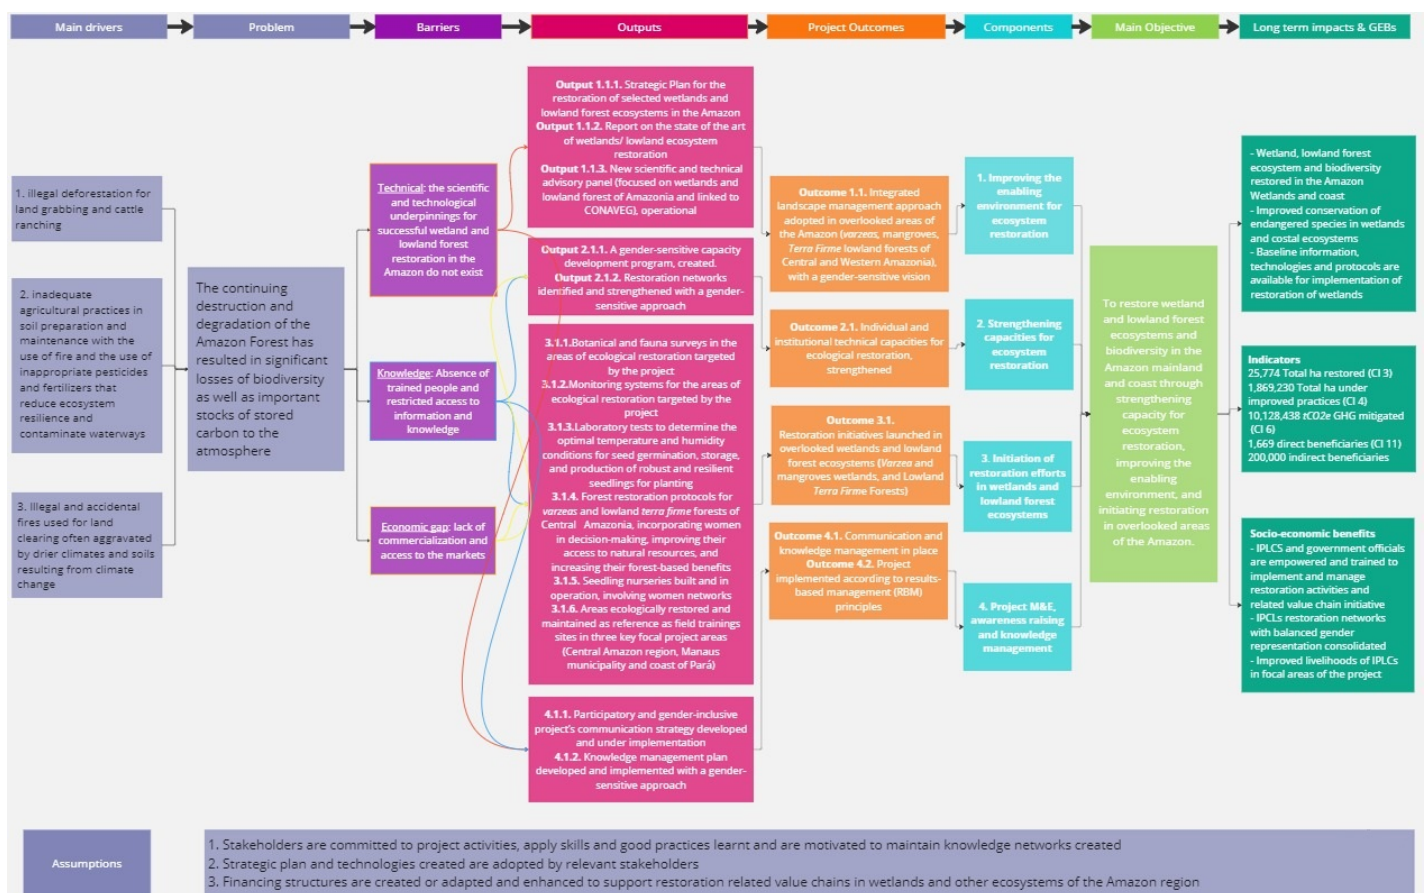 Main drivers
Problem
Barriers
Outputs
Project Outcomes
Components
Main Objective
Long term impacts & GEBs
1. illegal deforestation for
land grabbing and cattle
ranching
2. inadequate
agricultural practices in
soil preparation and
maintenance with the
use of fire and the use of
inappropriate pesticides
and fertilizers that
reduce ecosystem
resilience and
contaminate waterways
3. Illegal and accidental
fires used for land
clearing often aggravated
by drier climates and soils
resulting from climate
change
The continuing
destruction and
degradation of the
Amazon Forest has
resulted in significant
losses of biodiversity
as well as important
stocks of stored
carbon to the
atmosphere
Technical: the scientific
and technological
underpinnings for
successful wetland and
lowland forest
restoration in the
Amazon do not exist
Knowledge: Absence of
trained people and
restricted access to
information and
knowledge
Economic gap: lack of
commercialization and
access to the markets
Output 1.1.1. Strategic Plan for the
restoration of selected wetlands and
lowland forest ecosystems in the Amazon
Output 1.1.2. Report on the state of the art
of wetlands/ lowland ecosystem
restoration
Output 1.1.3. New scientific and technical
advisory panel (focused on wetlands and
lowland forest of Amazonia and linked to
CONAVEG), operational
Output 2.1.1. A gender-sensitive capacity
development program, created.
Output 2.1.2. Restoration networks
identified and strengthened with a gender-
sensitive approach
3.1.1.Botanical and fauna surveys in the
areas of ecological restoration targeted
by the project
3.1.2.Monitoring systems for the areas of
ecological restoration targeted by the
project
3.1.3.Laboratory tests to determine the
optimal temperature and humidity
conditions for seed germination, storage,
and production of robust and resilient
seedlings for planting
3.1.4. Forest restoration protocols for
varzeas and lowland terra firme forests of
Central Amazonia, incorporating women
in decision-making, improving their
access to natural resources, and
increasing their forest-based benefits
3.1.5. Seedling nurseries built and in
operation, involving women networks
3.1.6. Areas ecologically restored and
maintained as reference as field trainings
sites in three key focal project areas
(Central Amazon region, Manaus
municipality and coast of Pará)
4.1.1. Participatory and gender-inclusive
project's communication strategy developed
and under implementation
4.1.2. Knowledge management plan
developed and implemented with a gender-
sensitive approach
Outcome 1.1. Integrated
landscape management approach
adopted in overlooked areas of
the Amazon (varzeas, mangroves,
Terra Firme lowland forests of
Central and Western Amazonia),
with a gender-sensitive vision
Outcome 2.1. Individual and
institutional technical capacities for
ecological restoration,
strengthened
Outcome 3.1.
Restoration initiatives launched in
overlooked wetlands and lowland
forest ecosystems (Varzea and
mangroves wetlands, and Lowland
Terra Firme Forests)
Outcome 4.1. Communication and
knowledge management in place
Outcome 4.2. Project
implemented according to results-
based management (RBM)
principles
1. Improving the
enabling
environment for
ecosystem
restoration
2. Strengthening
capacities for
ecosystem
restoration
3. Initiation of
restoration efforts
in wetlands and
lowland forest
ecosystems
4. Project M&E,
awareness raising
and knowledge
management
To restore wetland
and lowland forest
ecosystems and
biodiversity in the
Amazon mainland
and coast through
strengthening
capacity for
ecosystem
restoration,
improving the
enabling
environment, and
initiating restoration
in overlooked areas
of the Amazon.
- Wetland, lowland forest
ecosystem and biodiversity
restored in the Amazon
Wetlands and coast
- Improved conservation of
endangered species in wetlands
and costal ecosystems
- Baseline information,
technologies and protocols are
available for implementation of
restoration of wetlands
Indicators
25,774 Total ha restored (CI 3)
1,869,230 Total ha under
improved practices (CI 4)
10,128,438 tCO2e GHG mitigated
(CI 6)
1,669 direct beneficiaries (CI 11)
200,000 indirect beneficiaries
Socio-economic benefits
- IPLCS and government officials
are empowered and trained to
implement and manage
restoration activities and
related value chain initiative
- IPCLs restoration networks
with balanced gender
representation consolidated
- Improved livelihoods of IPLCs
in focal areas of the project
Assumptions
1. Stakeholders are committed to project activities, apply skills and good practices learnt and are motivated to maintain knowledge networks created
2. Strategic plan and technologies created are adopted by relevant stakeholders
3. Financing structures are created or adapted and enhanced to support restoration related value chains in wetlands and other ecosystems of the Amazon region